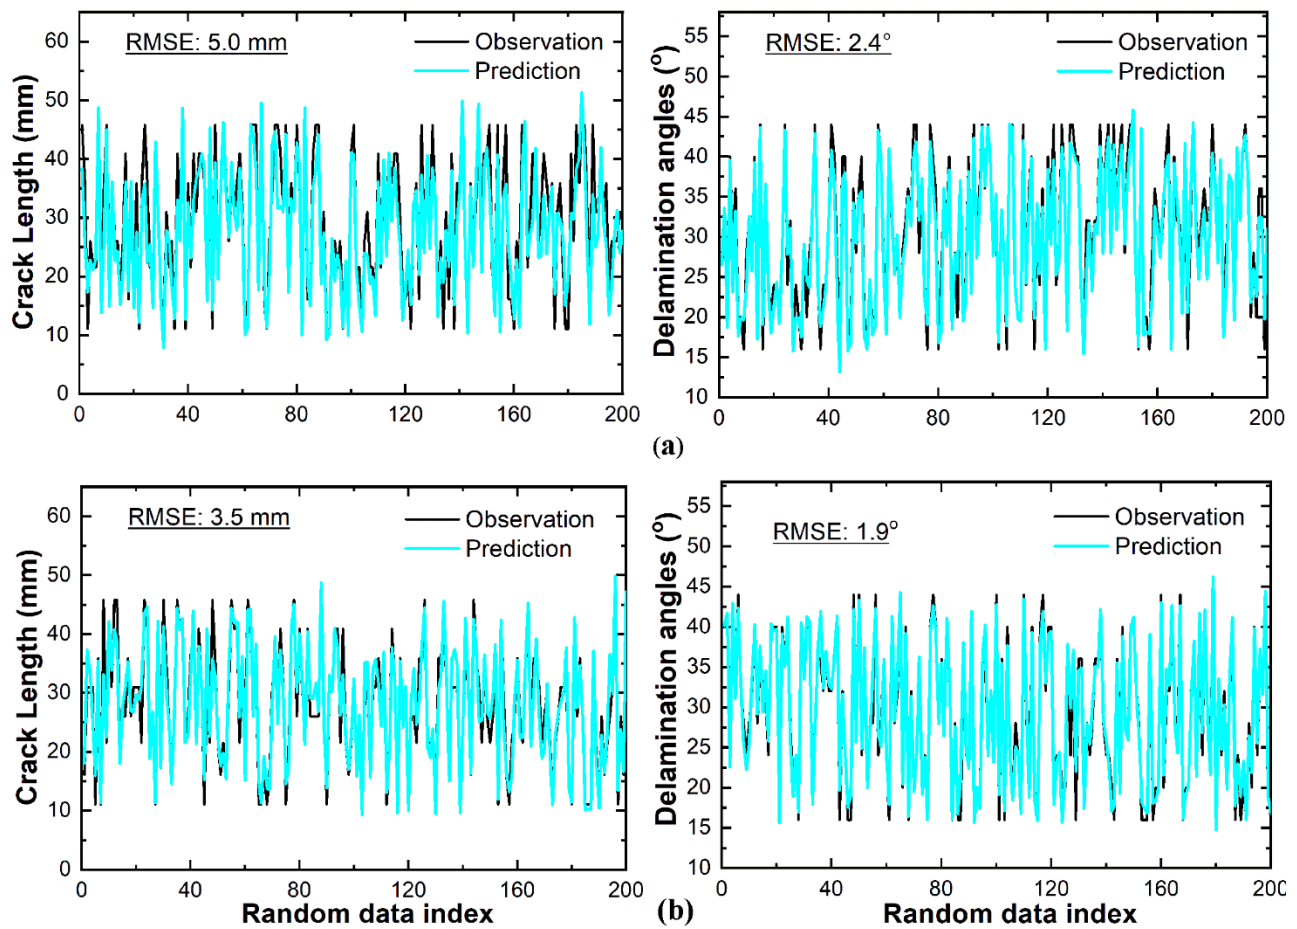 RMSE: 5.0 mm
Observation
Prediction
Crack Length (mm)
60
50
40
30
20
10
0
0
40
80
120
160
200
RMSE: 2.4°
Observation
Prediction
Delamination angles (°)
55
50
45
40
35
30
25
20
15
10
0
40
80
120
160
200
(a)
RMSE: 3.5 mm
Observation
Prediction
Crack Length (mm)
60
50
40
30
20
10
0
0
40
80
120
160
200
Random data index
RMSE: 1.9°
Observation
Prediction
Delamination angles (°)
55
50
45
40
35
30
25
20
15
10
0
40
80
120
160
200
Random data index
(b)